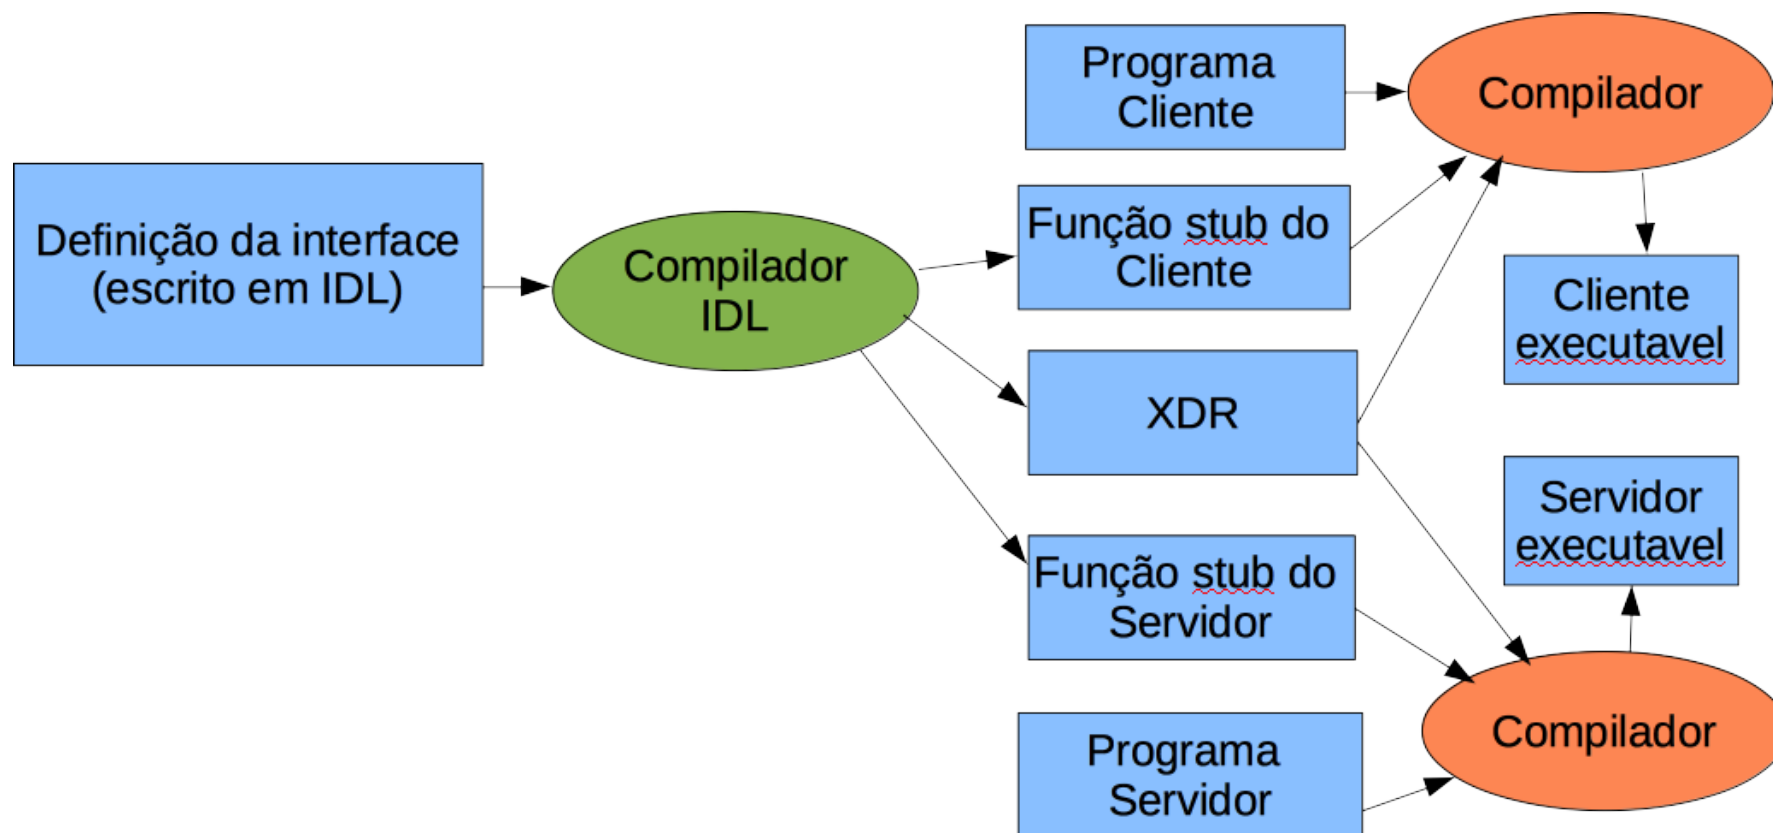 Programa
Cliente
Compilador
Definição da interface
(escrito em IDL)
Compilador
IDL
Função stub do
Cliente
Cliente
executavel
XDR
Servidor
executavel
Função stub do
Servidor
Compilador
Programa
Servidor